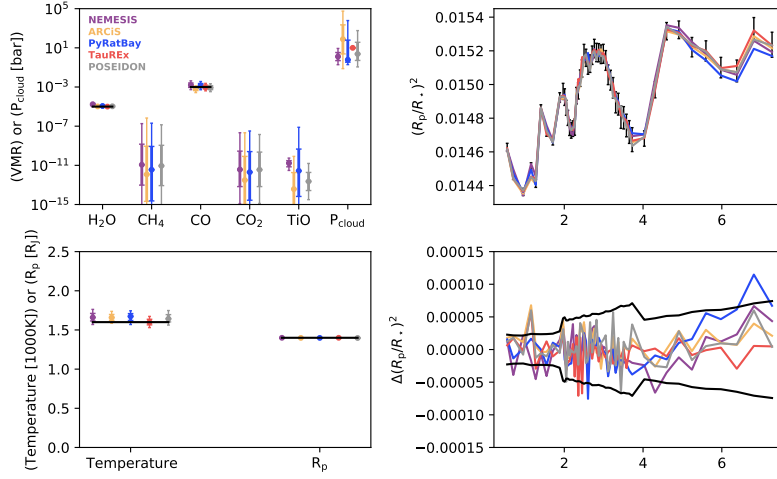 NEMESIS
ARCiS
PyRatBay
TauREx
POSEIDON
(VMR) or (P_cloud [bar])
10^5
10^1
10^−3
10^−7
10^−11
10^−15
H₂O CH₄ CO CO₂ TiO P_cloud
(R_p/R⋆)²
0.0154
0.0152
0.0150
0.0148
0.0146
0.0144
2 4 6
(Temperature [1000K]) or (R_p [R_J])
2.5
2.0
1.5
1.0
0.5
0.0
Temperature R_p
Δ(R_p/R⋆)²
0.00015
0.00010
0.00005
0.00000
−0.00005
−0.00010
−0.00015
2 4 6